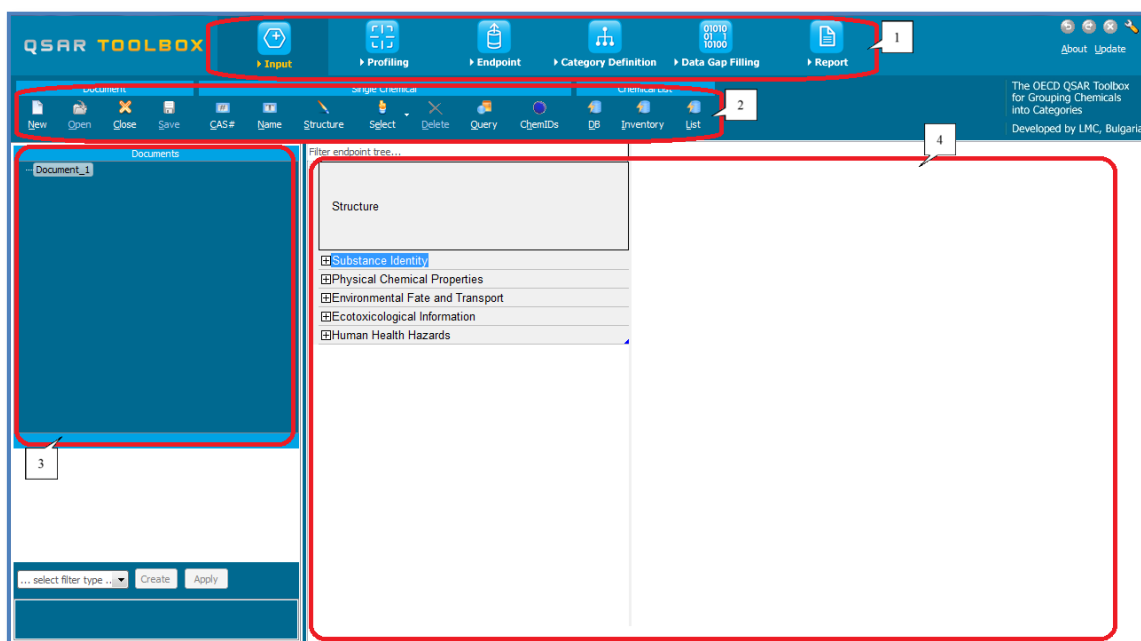 QSAR TOOLBOX
Input
Profiling
Endpoint
Category Definition
Data Gap Filling
Report
1
About Update
Document
Single Chemical
Chemical List
New Open Close Save CAS# Name Structure Select Delete Query ChemIDs DB Inventory List
2
The OECD QSAR Toolbox
for Grouping Chemicals
into Categories
Developed by LMC, Bulgaria
Documents
Document_1
3
... select filter type ...
Create
Apply
Filter endpoint tree...
4
Structure
Substance Identity
Physical Chemical Properties
Environmental Fate and Transport
Ecotoxicological Information
Human Health Hazards
01010
01 1
10100